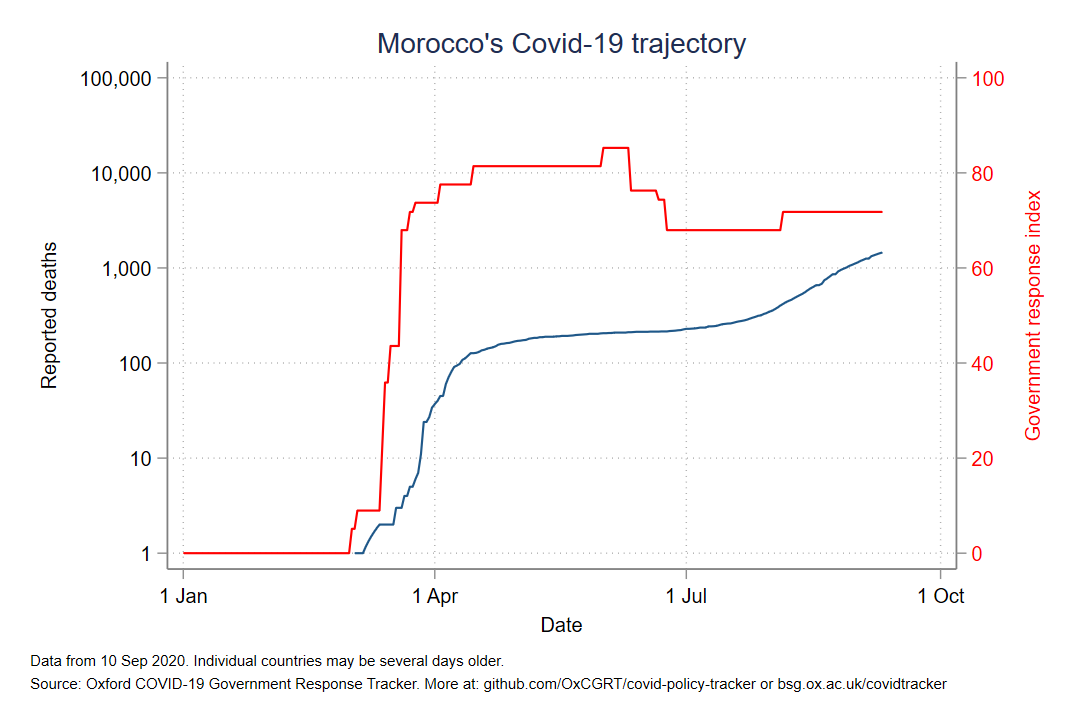 Morocco's Covid-19 trajectory
100,000
10,000
1,000
100
10
1
Reported deaths
100
80
60
40
20
0
Government response index
1 Jan 1 Apr 1 Jul 1 Oct
Date
Data from 10 Sep 2020. Individual countries may be several days older.
Source: Oxford COVID-19 Government Response Tracker. More at: github.com/OxCGRT/covid-policy-tracker or bsg.ox.ac.uk/covidtracker